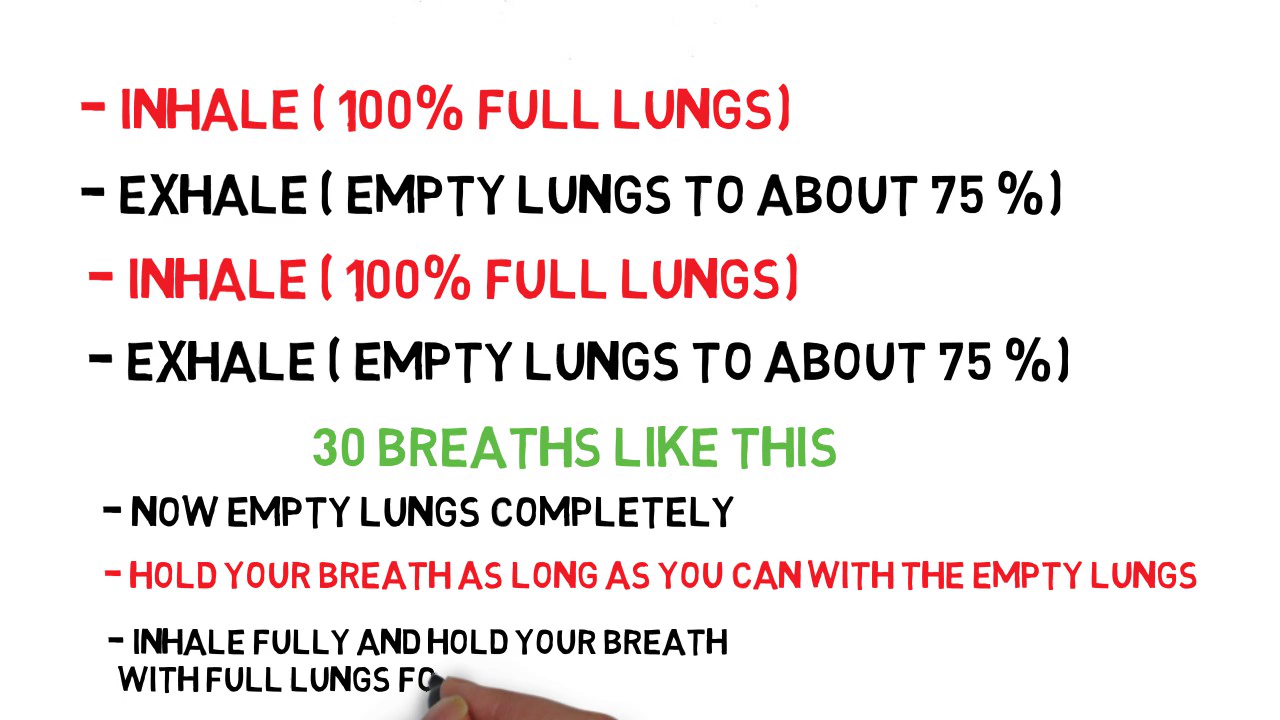 - INHALE ( 100% FULL LUNGS)
- EXHALE ( EMPTY LUNGS TO ABOUT 75 %)
- INHALE ( 100% FULL LUNGS)
- EXHALE ( EMPTY LUNGS TO ABOUT 75 %)
30 BREATHS LIKE THIS
- NOW EMPTY LUNGS COMPLETELY
- HOLD YOUR BREATH AS LONG AS YOU CAN WITH THE EMPTY LUNGS
- INHALE FULLY AND HOLD YOUR BREATH
WITH FULL LUNGS FO